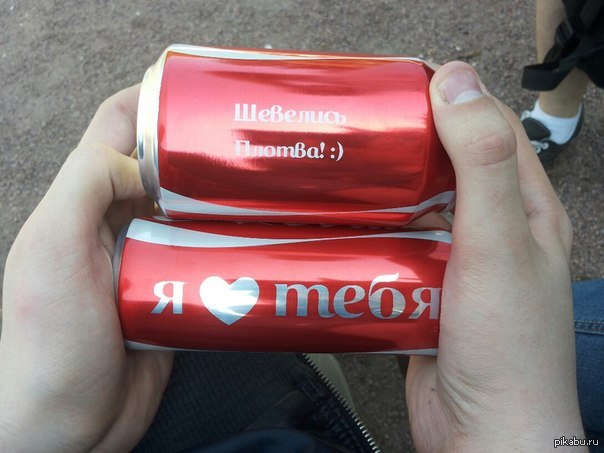 Шевелись
Плотва! :)
я ❤ тебя
pikabu.ru